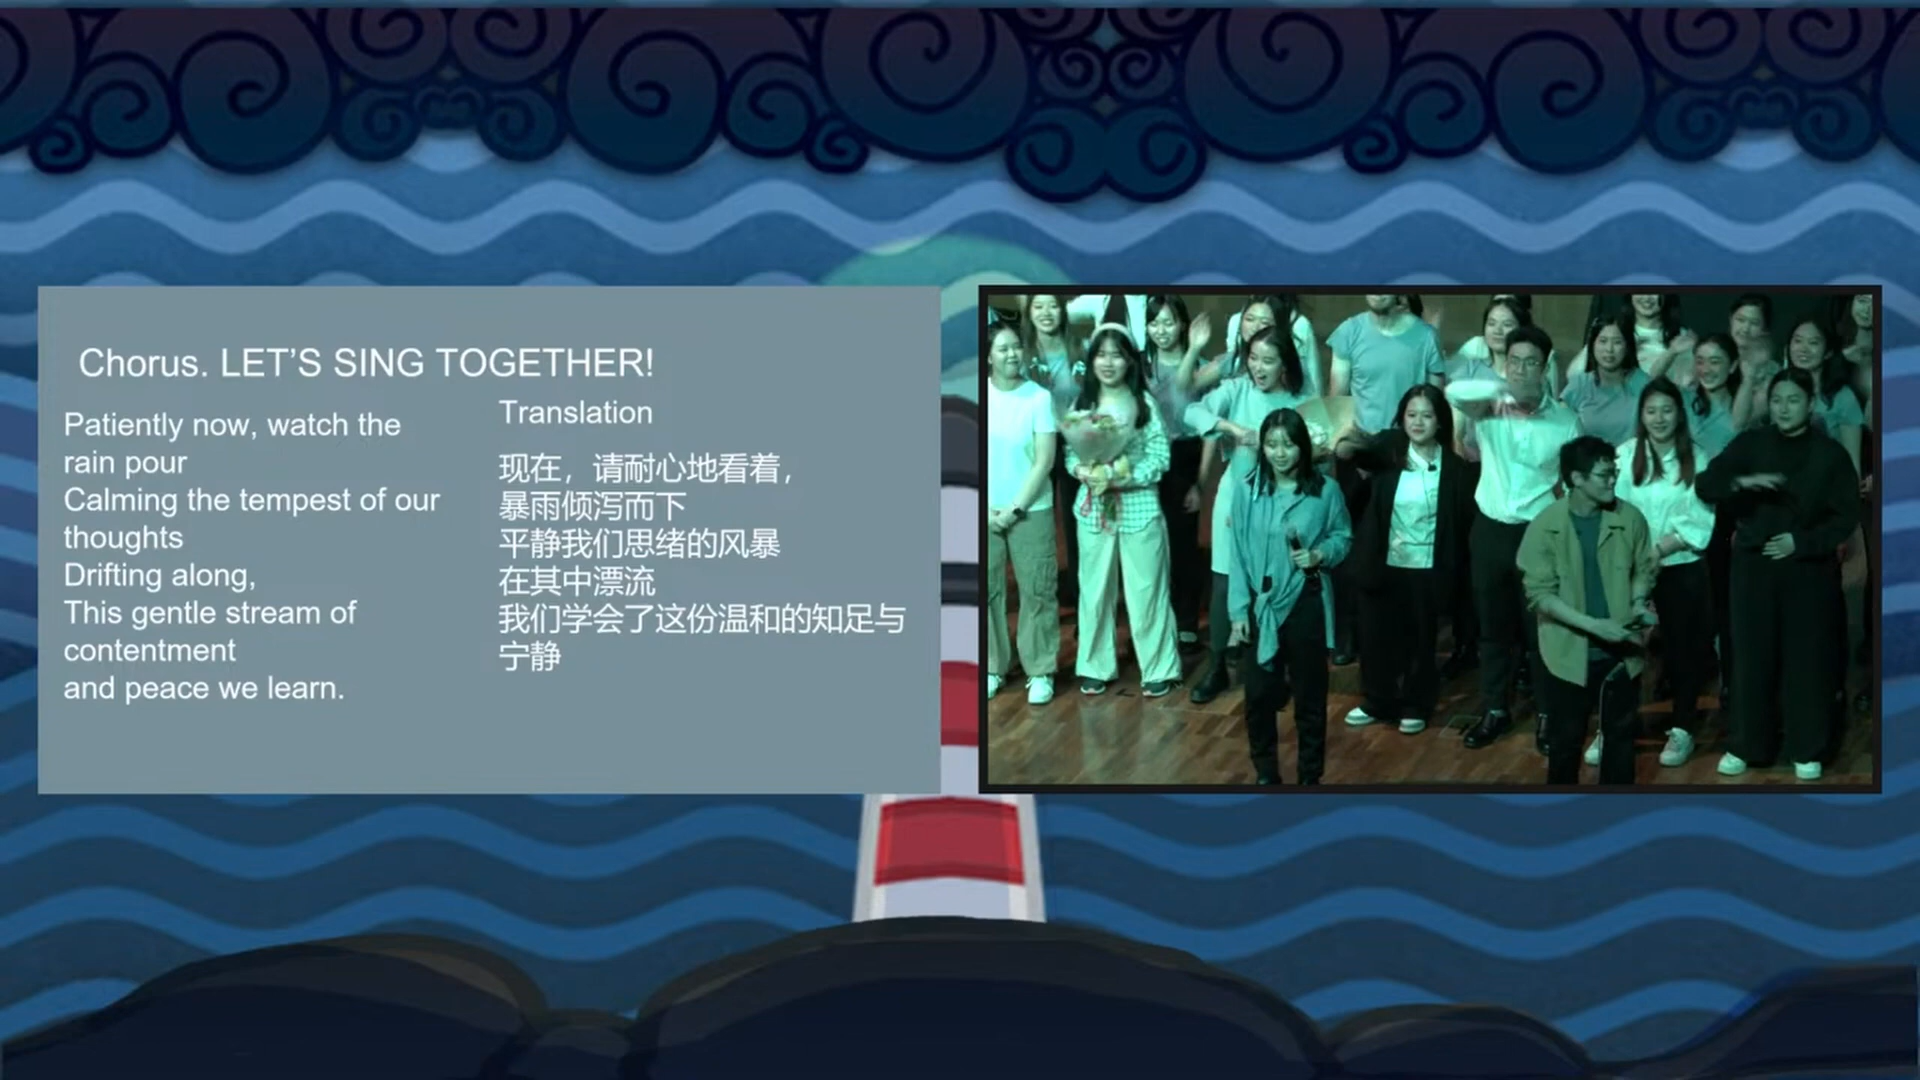 Chorus. LET’S SING TOGETHER!
Patiently now, watch the
rain pour
Calming the tempest of our
thoughts
Drifting along,
This gentle stream of
contentment
and peace we learn.
Translation
现在，请耐心地看着，
暴雨倾泻而下
平静我们思绪的风暴
在其中漂流
我们学会了这份温和的知足与
宁静